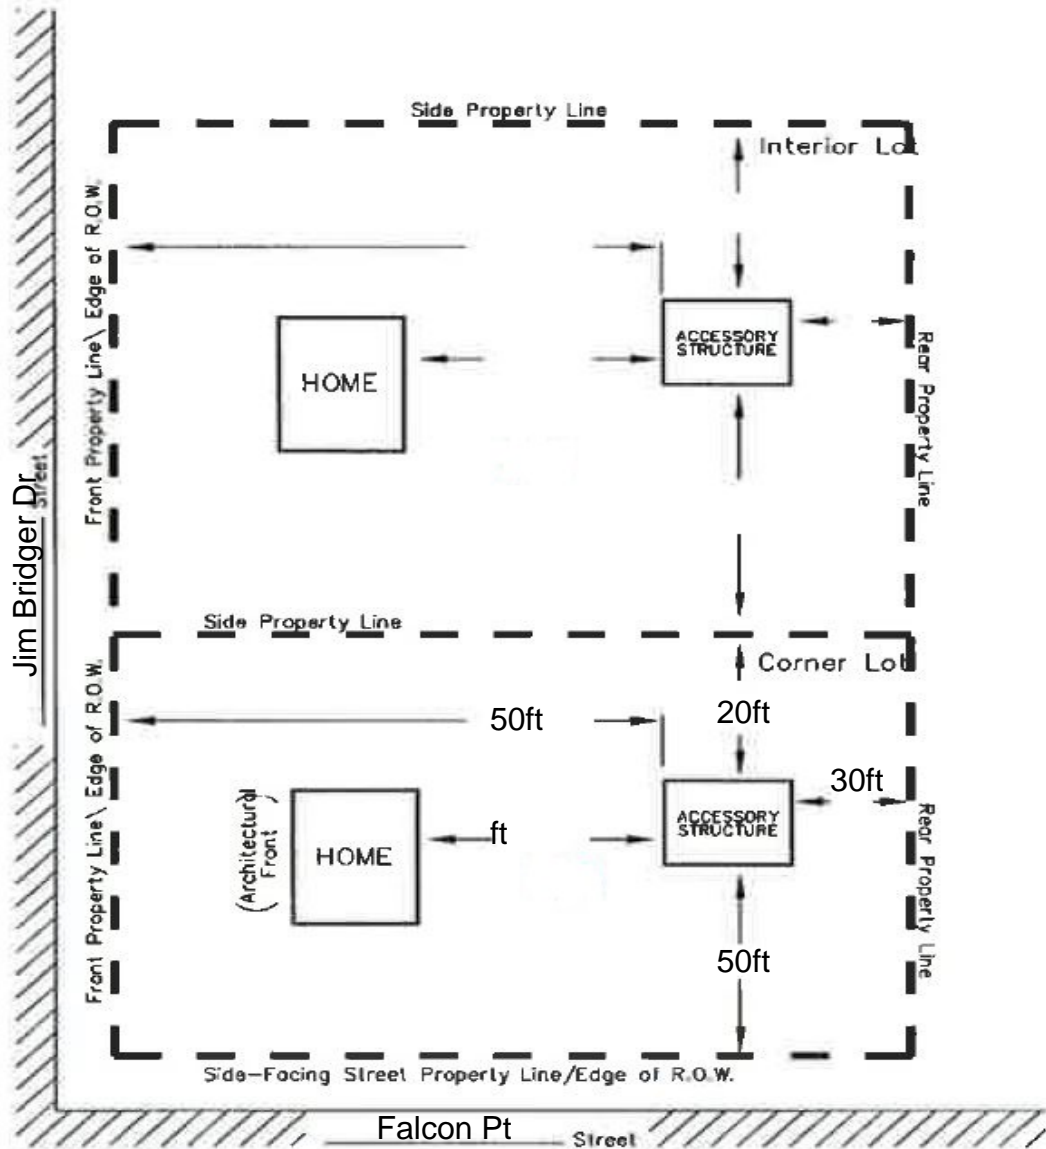 Side Property Line
Interior Lot
Front Property Line\ Edge of R.O.W.
ACCESSORY
STRUCTURE
HOME
Rear Property Line
Jim Bridger Dr
Street
Side Property Line
Corner Lot
Front Property Line\ Edge of R.O.W.
50ft
20ft
30ft
(Architectural
Front)
HOME
ft
ACCESSORY
STRUCTURE
Rear Property Line
50ft
Side-Facing Street Property Line/Edge of R.O.W.
Falcon Pt Street